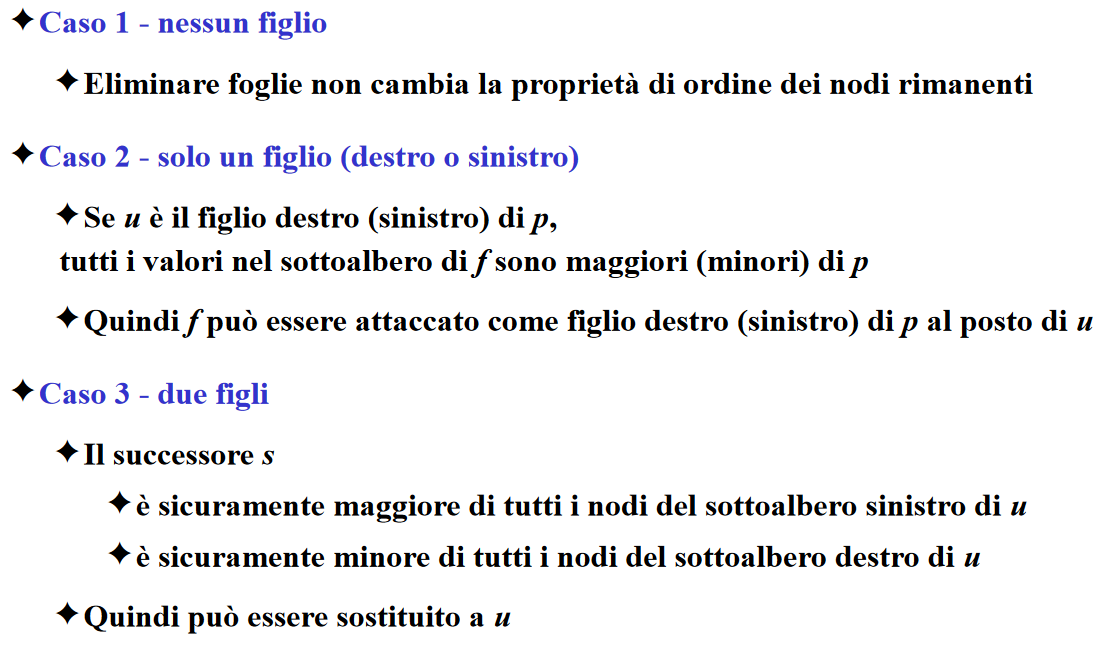 ✦Caso 1 - nessun figlio
✦Eliminare foglie non cambia la proprietà di ordine dei nodi rimanenti
✦Caso 2 - solo un figlio (destro o sinistro)
✦Se u è il figlio destro (sinistro) di p,
tutti i valori nel sottoalbero di f sono maggiori (minori) di p
✦Quindi f può essere attaccato come figlio destro (sinistro) di p al posto di u
✦Caso 3 - due figli
✦Il successore s
✦è sicuramente maggiore di tutti i nodi del sottoalbero sinistro di u
✦è sicuramente minore di tutti i nodi del sottoalbero destro di u
✦Quindi può essere sostituito a u